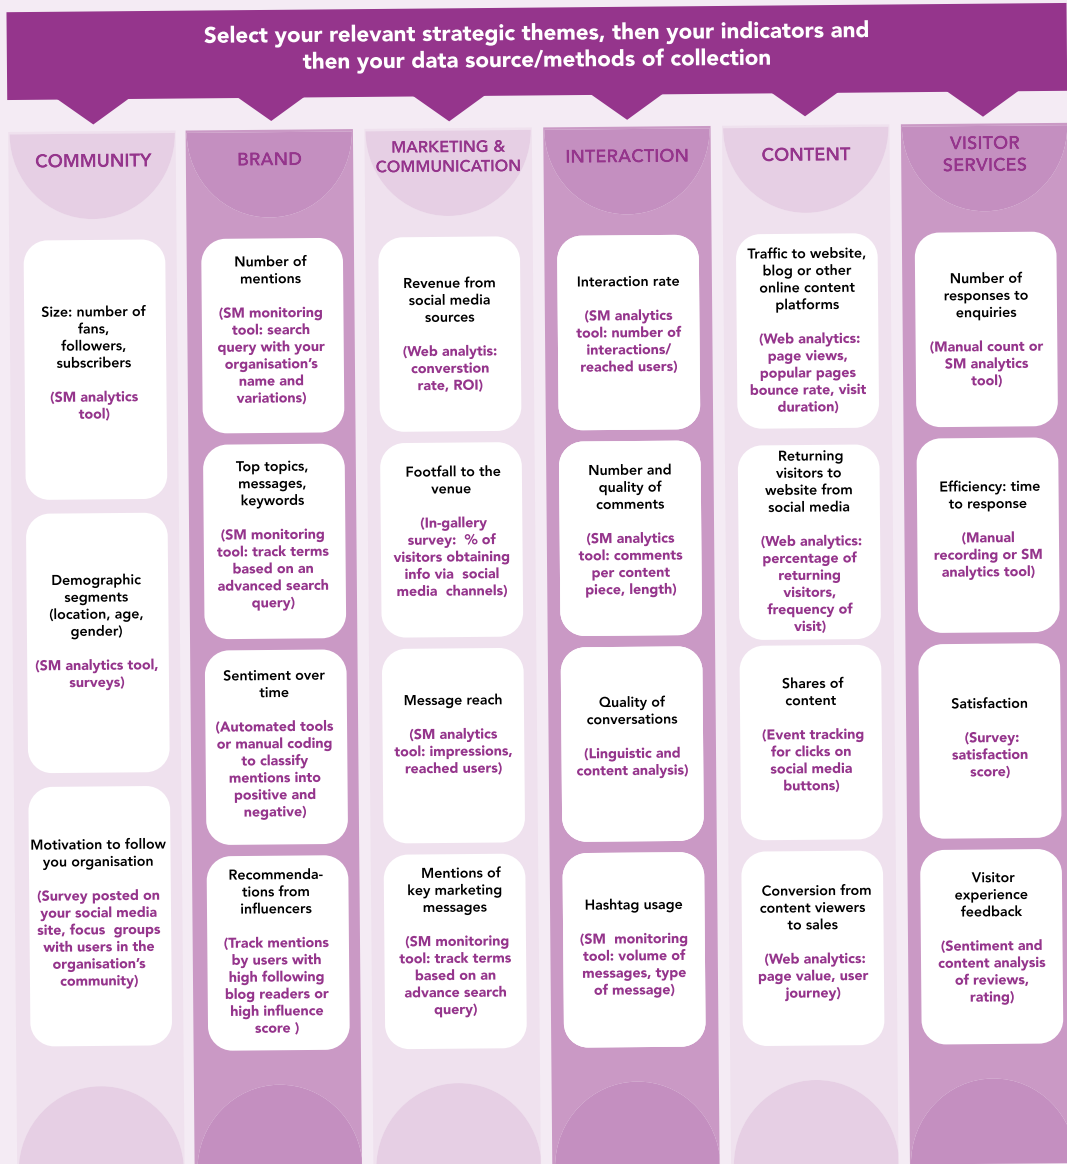 Select your relevant strategic themes, then your indicators and
then your data source/methods of collection
COMMUNITY
Size: number of
fans,
followers,
subscribers
(SM analytics
tool)
Demographic
segments
(location, age,
gender)
(SM analytics tool,
surveys)
Motivation to follow
you organisation
(Survey posted on
your social media
site, focus groups
with users in the
organisation's
community)
BRAND
Number of
mentions
(SM monitoring
tool: search
query with your
organisation's
name and
variations)
Top topics,
messages,
keywords
(SM monitoring
tool: track terms
based on an
advanced search
query)
Sentiment over
time
(Automated tools
or manual coding
to classify
mentions into
positive and
negative)
Recommenda-
tions from
influencers
(Track mentions
by users with
high following
blog readers or
high influence
score )
MARKETING &
COMMUNICATION
Revenue from
social media
sources
(Web analytis:
converstion
rate, ROI)
Footfall to the
venue
(In-gallery
survey: % of
visitors obtaining
info via social
media channels)
Message reach
(SM analytics
tool: impressions,
reached users)
Mentions of
key marketing
messages
(SM monitoring
tool: track terms
based on an
advance search
query)
INTERACTION
Interaction rate
(SM analytics
tool: number of
interactions/
reached users)
Number and
quality of
comments
(SM analytics
tool: comments
per content
piece, length)
Quality of
conversations
(Linguistic and
content analysis)
Hashtag usage
(SM monitoring
tool: volume of
messages, type
of message)
CONTENT
Traffic to website,
blog or other
online content
platforms
(Web analytics:
page views,
popular pages
bounce rate, visit
duration)
Returning
visitors to
website from
social media
(Web analytics:
percentage of
returning
visitors,
frequency of
visit)
Shares of
content
(Event tracking
for clicks on
social media
buttons)
Conversion from
content viewers
to sales
(Web analytics:
page value, user
journey)
VISITOR
SERVICES
Number of
responses to
enquiries
(Manual count or
SM analytics
tool)
Efficiency: time
to response
(Manual
recording or SM
analytics tool)
Satisfaction
(Survey:
satisfaction
score)
Visitor
experience
feedback
(Sentiment and
content analysis
of reviews,
rating)